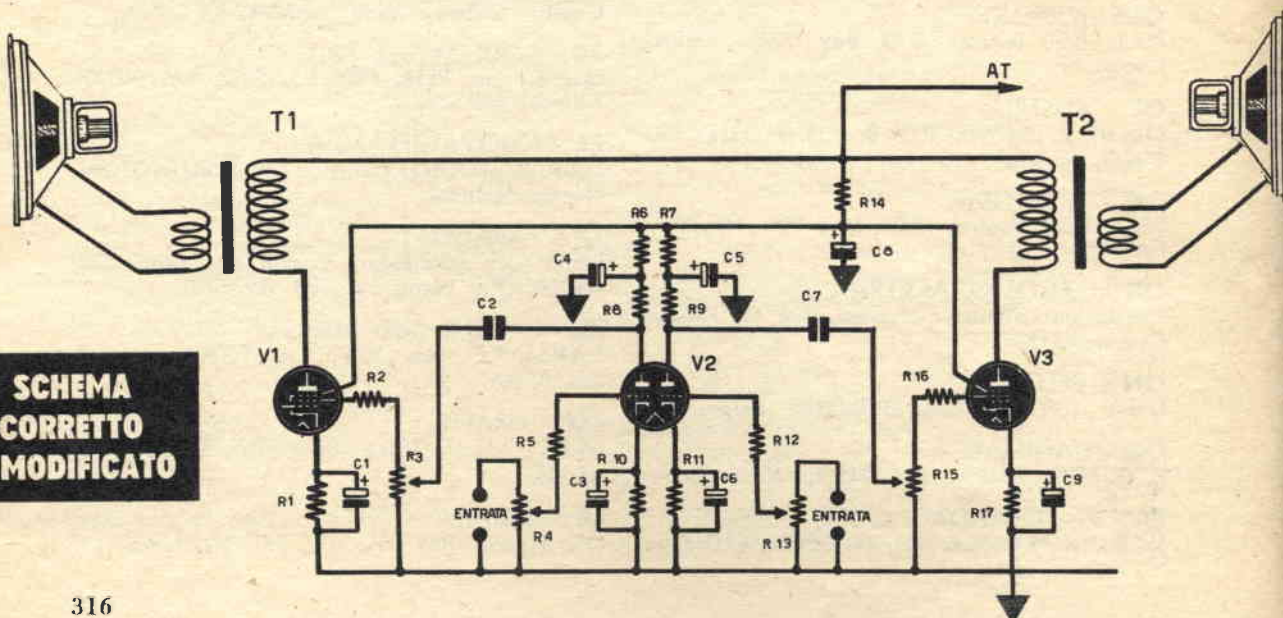 AT
T1
T2
R14
R6 R7
C8
C4
C5
R8
R9
C2
C7
V1
V2
V3
SCHEMA
CORRETTO
MODIFICATO
R2
R16
R5
R12
R3
R 10
R11
R15
C1
C3
C6
C9
R1
ENTRATA
R4
R 13
ENTRATA
R17
316